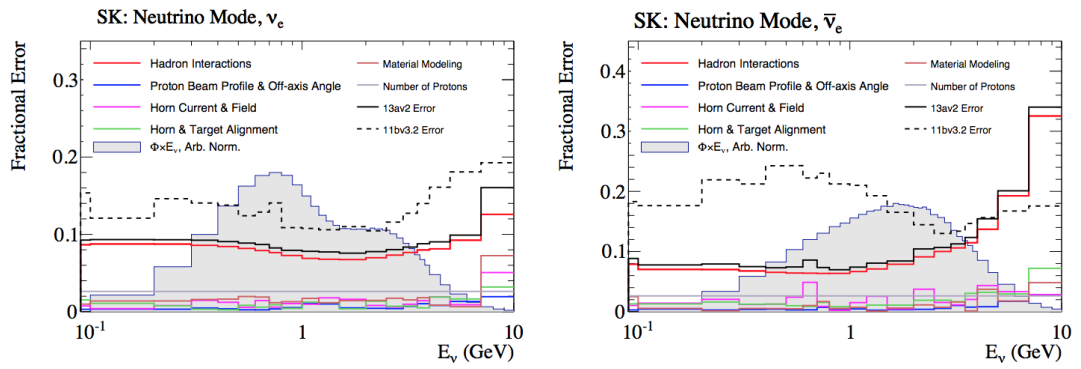 SK: Neutrino Mode, νe
Fractional Error
0.3
0.2
0.1
0
Hadron Interactions
Proton Beam Profile & Off-axis Angle
Horn Current & Field
Horn & Target Alignment
Φ×Eν, Arb. Norm.
Material Modeling
Number of Protons
13av2 Error
11bv3.2 Error
10⁻¹
1
10
Eν (GeV)
SK: Neutrino Mode, ν̄e
Fractional Error
0.4
0.3
0.2
0.1
0
Hadron Interactions
Proton Beam Profile & Off-axis Angle
Horn Current & Field
Horn & Target Alignment
Φ×Eν, Arb. Norm.
Material Modeling
Number of Protons
13av2 Error
11bv3.2 Error
10⁻¹
1
10
Eν (GeV)